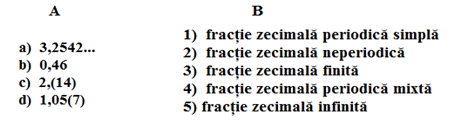 A B
1) fracție zecimală periodică simplă
a) 3,2542... 2) fracție zecimală neperiodică
b) 0,46 3) fracție zecimală finită
c) 2,(14) 4) fracție zecimală periodică mixtă
d) 1,05(7) 5) fracție zecimală infinită